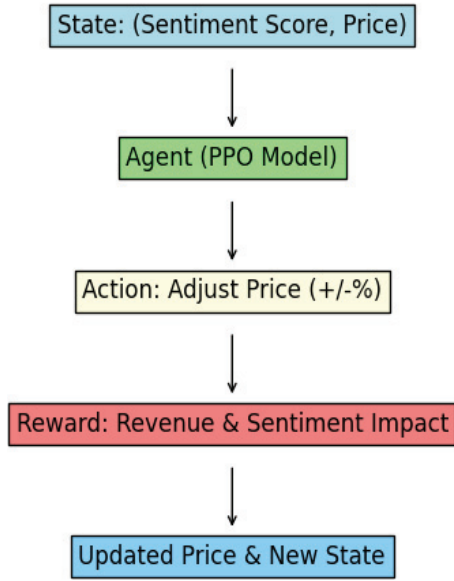 State: (Sentiment Score, Price)
Agent (PPO Model)
Action: Adjust Price (+/-%)
Reward: Revenue & Sentiment Impact
Updated Price & New State